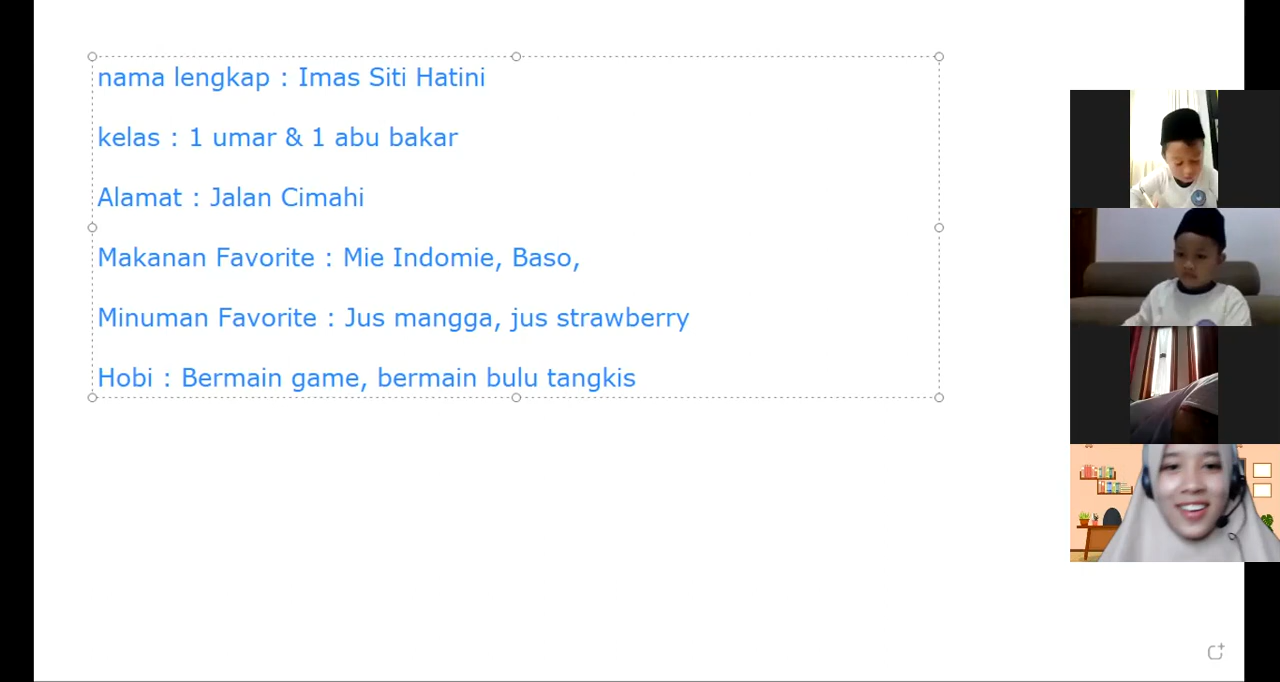 nama lengkap : Imas Siti Hatini
kelas : 1 umar & 1 abu bakar
Alamat : Jalan Cimahi
Makanan Favorite : Mie Indomie, Baso,
Minuman Favorite : Jus mangga, jus strawberry
Hobi : Bermain game, bermain bulu tangkis